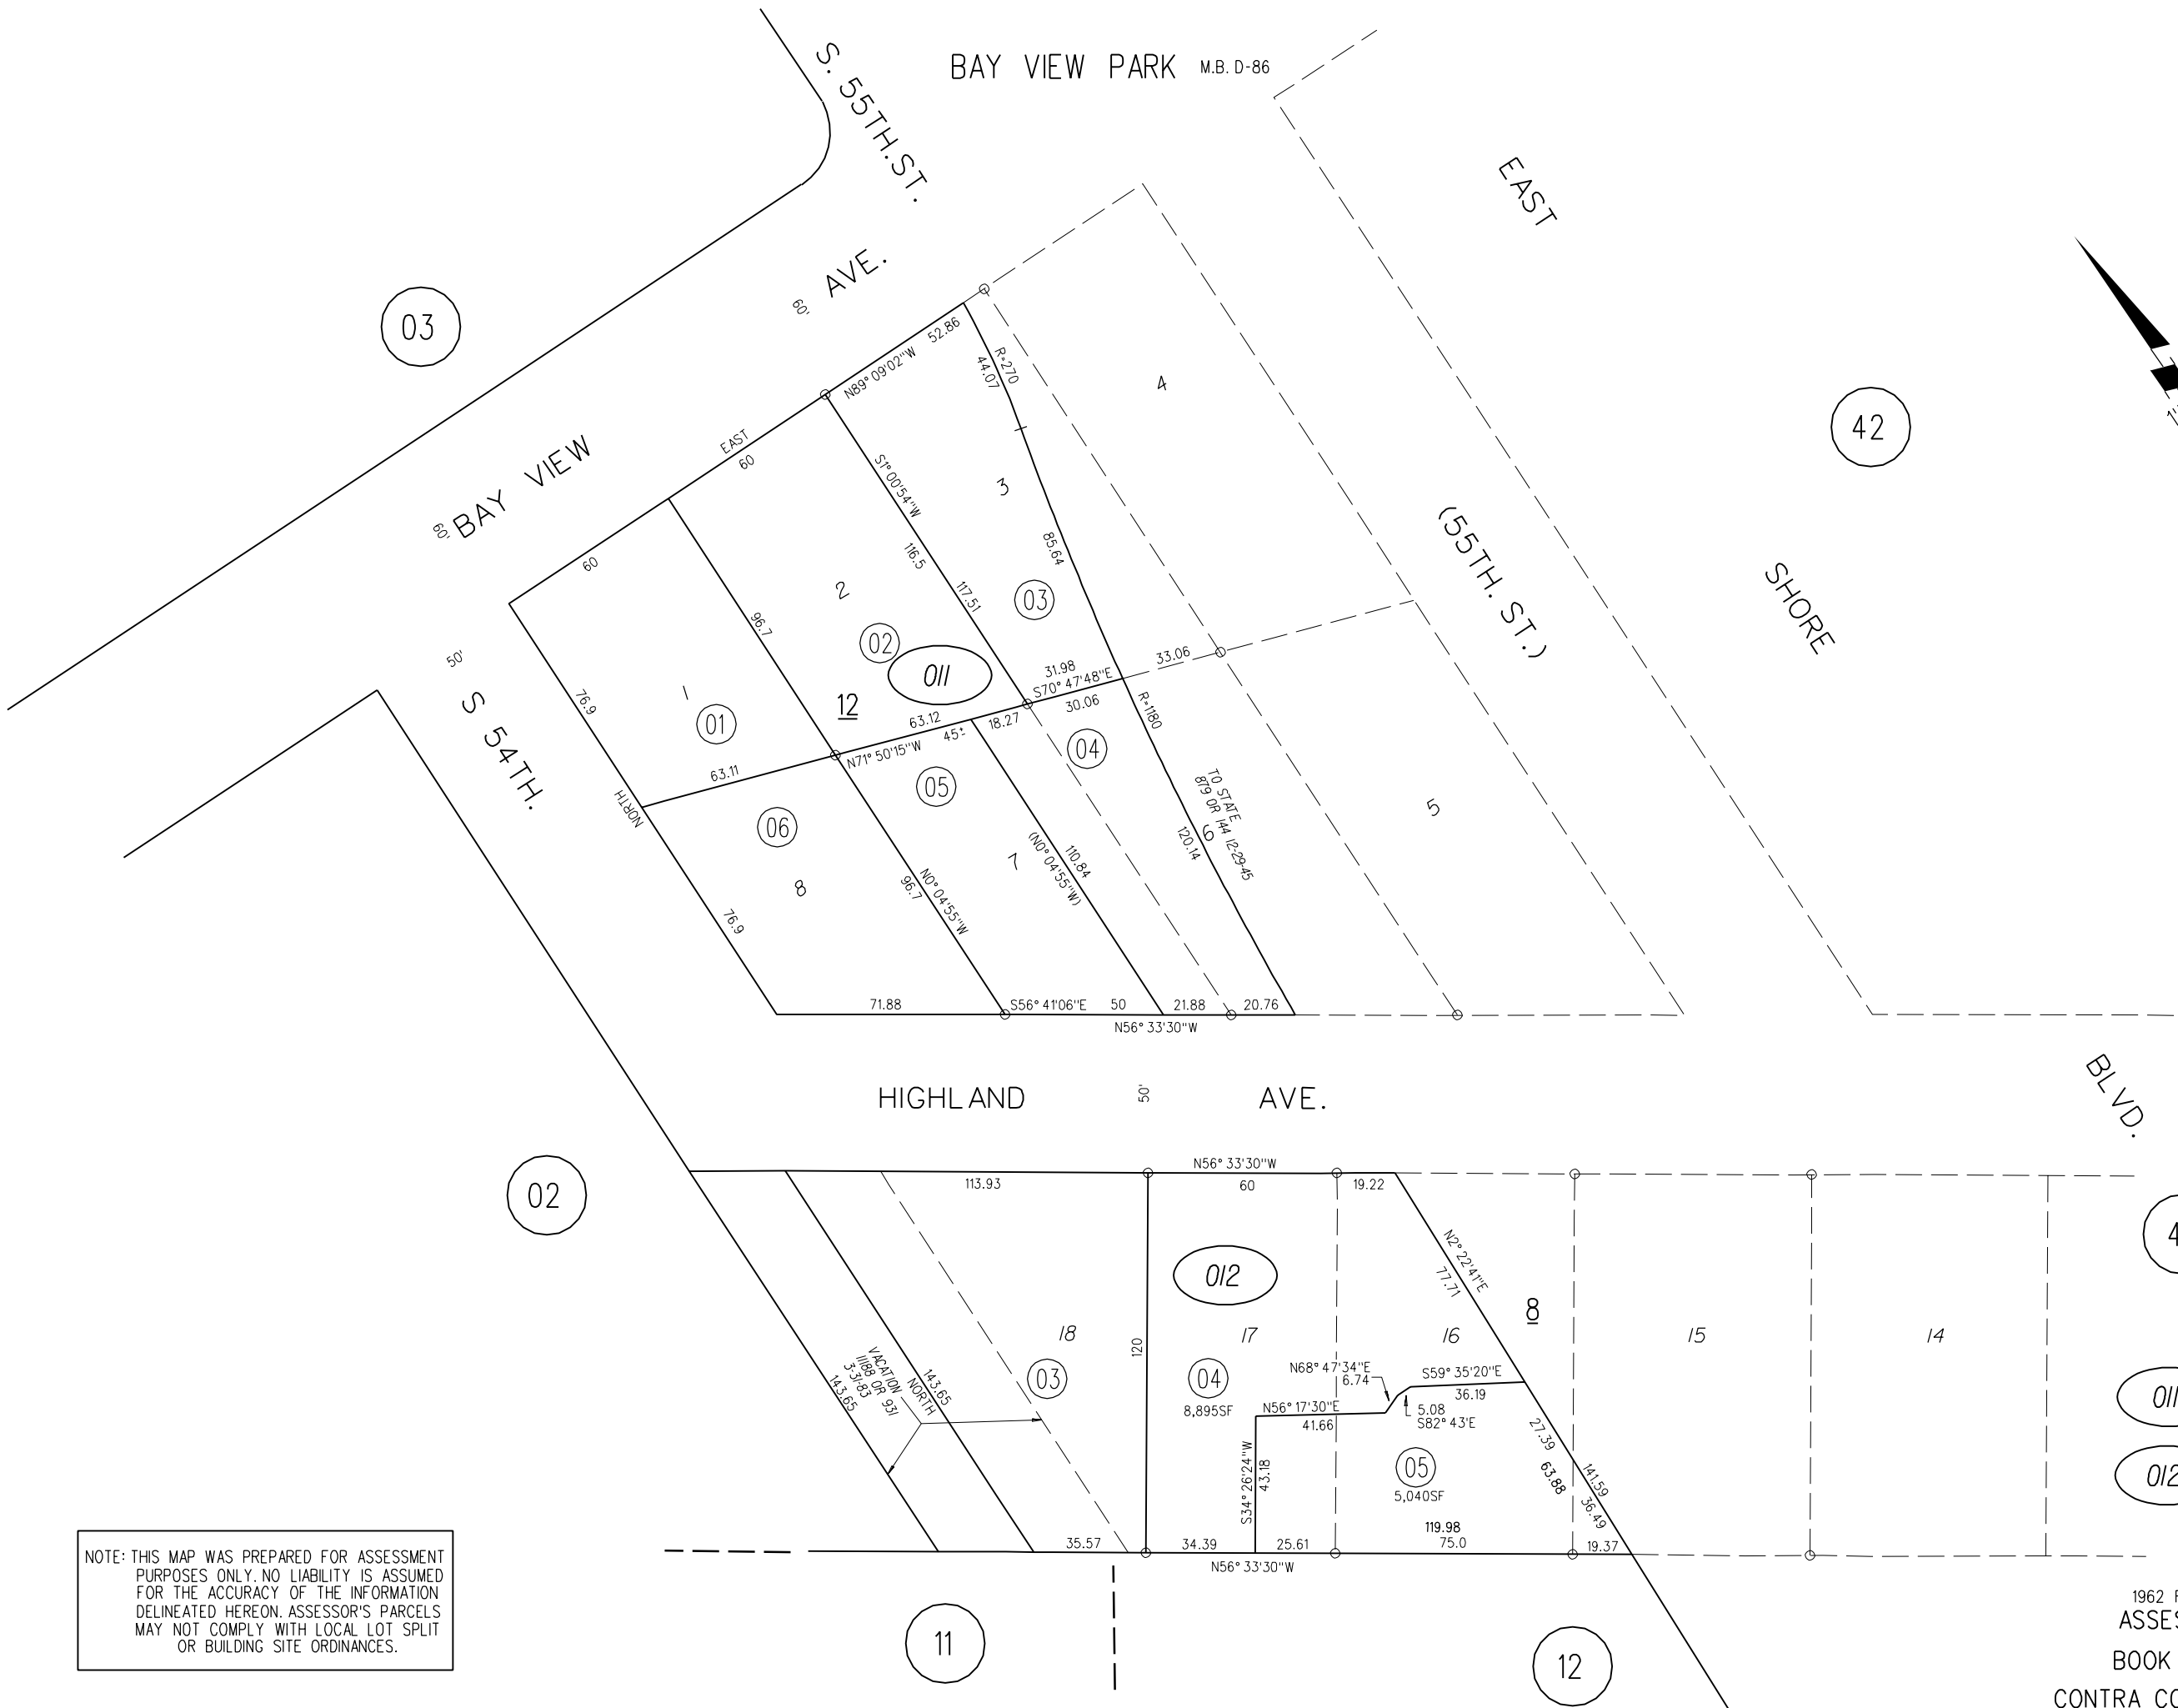 BAY VIEW PARK M.B. D-86
S. 55TH.ST.
EAST
AVE.
60'
03
52.86
N89° 09'02"W
R=270
44.07
4
42
EAST
60
BAY VIEW
60'
S1° 00'54"W
3
116.5
85.64
(55TH. ST.)
60
2
117.51
03
SHORE
96.7
02
011
31.98
33.06
50'
S 54TH.
76.9
1
01
12
S70° 47'48"E
30.06
R=1180
63.12
18.27
45±
N71° 50'15"W
04
63.11
05
TO STATE
879 OR 144 12-29-45
NORTH
06
6
5
120.14
7
110.84
(N0° 04'55"W)
8
N0° 04'55"W
96.7
76.9
71.88
S56° 41'06"E
50
21.88
20.76
N56° 33'30"W
HIGHLAND AVE.
50'
BLVD.
02
N56° 33'30"W
113.93
60
19.22
012
N2° 22'41"E
77.71
8
18
17
16
15
14
120
VACATION
11188 OR 931
3-31-83
143.65
NORTH
143.65
03
04
8,895SF
N68° 47'34"E
6.74
S59° 35'20"E
36.19
N56° 17'30"E
41.66
5.08
S82° 43'E
27.39
63.88
141.59
36.49
S34° 26'24"W
43.18
05
5,040SF
011
012
35.57
34.39
25.61
119.98
75.0
19.37
N56° 33'30"W
NOTE: THIS MAP WAS PREPARED FOR ASSESSMENT
PURPOSES ONLY. NO LIABILITY IS ASSUMED
FOR THE ACCURACY OF THE INFORMATION
DELINEATED HEREON. ASSESSOR'S PARCELS
MAY NOT COMPLY WITH LOCAL LOT SPLIT
OR BUILDING SITE ORDINANCES.
11
12
1962
BOOK
CONTRA